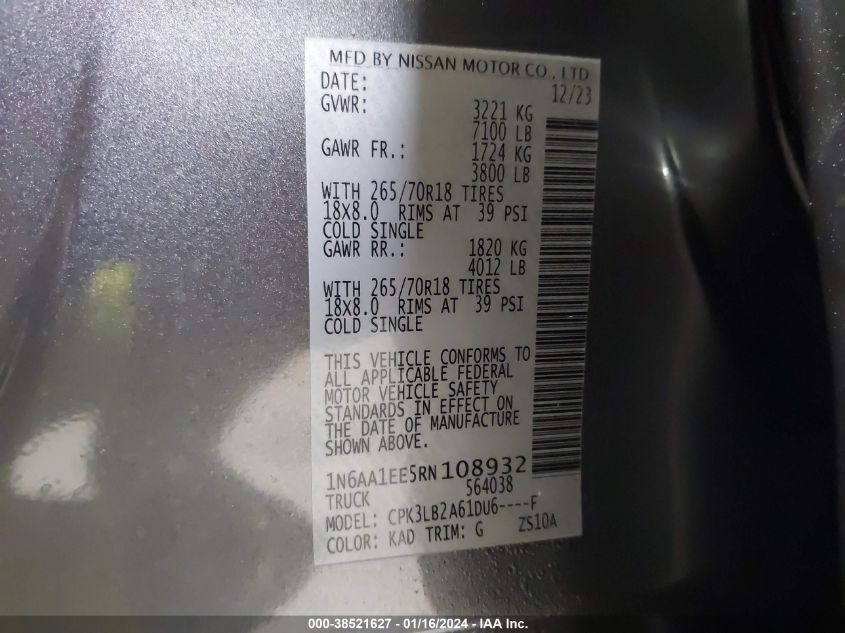 MFD BY NISSAN MOTOR CO., LTD
DATE: 12/23
GVWR: 3221 KG
7100 LB
GAWR FR.: 1724 KG
3800 LB
WITH 265/70R18 TIRES
18X8.0 RIMS AT 39 PSI
COLD SINGLE
GAWR RR.: 1820 KG
4012 LB
WITH 265/70R18 TIRES
18X8.0 RIMS AT 39 PSI
COLD SINGLE
THIS VEHICLE CONFORMS TO
ALL APPLICABLE FEDERAL
MOTOR VEHICLE SAFETY
STANDARDS IN EFFECT ON
THE DATE OF MANUFACTURE
SHOWN ABOVE.
1N6AA1EE5RN108932
TRUCK 564038
MODEL: CPK3LB2A61DU6----F
COLOR: KAD TRIM: G ZS10A
000-38521627 - 01/16/2024 - IAA Inc.